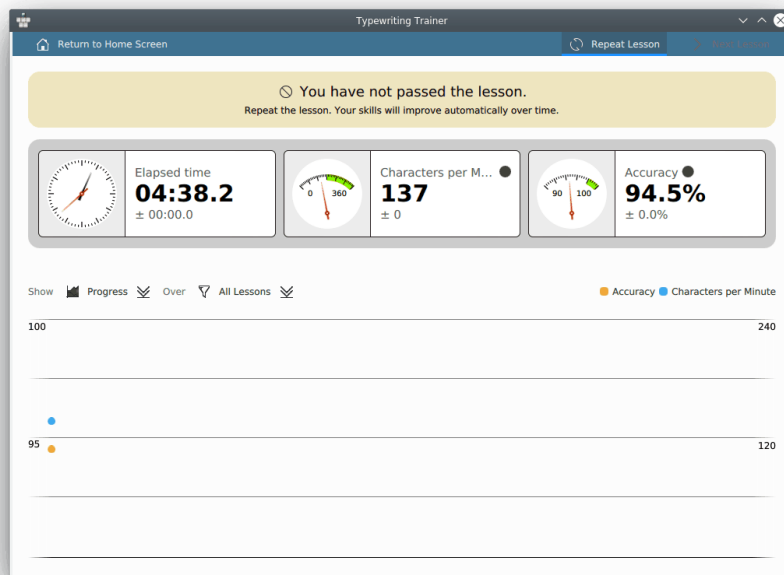 Typewriting Trainer
Return to Home Screen
Repeat Lesson
Next Lesson
You have not passed the lesson.
Repeat the lesson. Your skills will improve automatically over time.
Elapsed time
04:38.2
± 00:00.0
0 360
Characters per M...
137
± 0
90 100
Accuracy
94.5%
± 0.0%
Show Progress Over All Lessons
Accuracy Characters per Minute
100 240
95 120